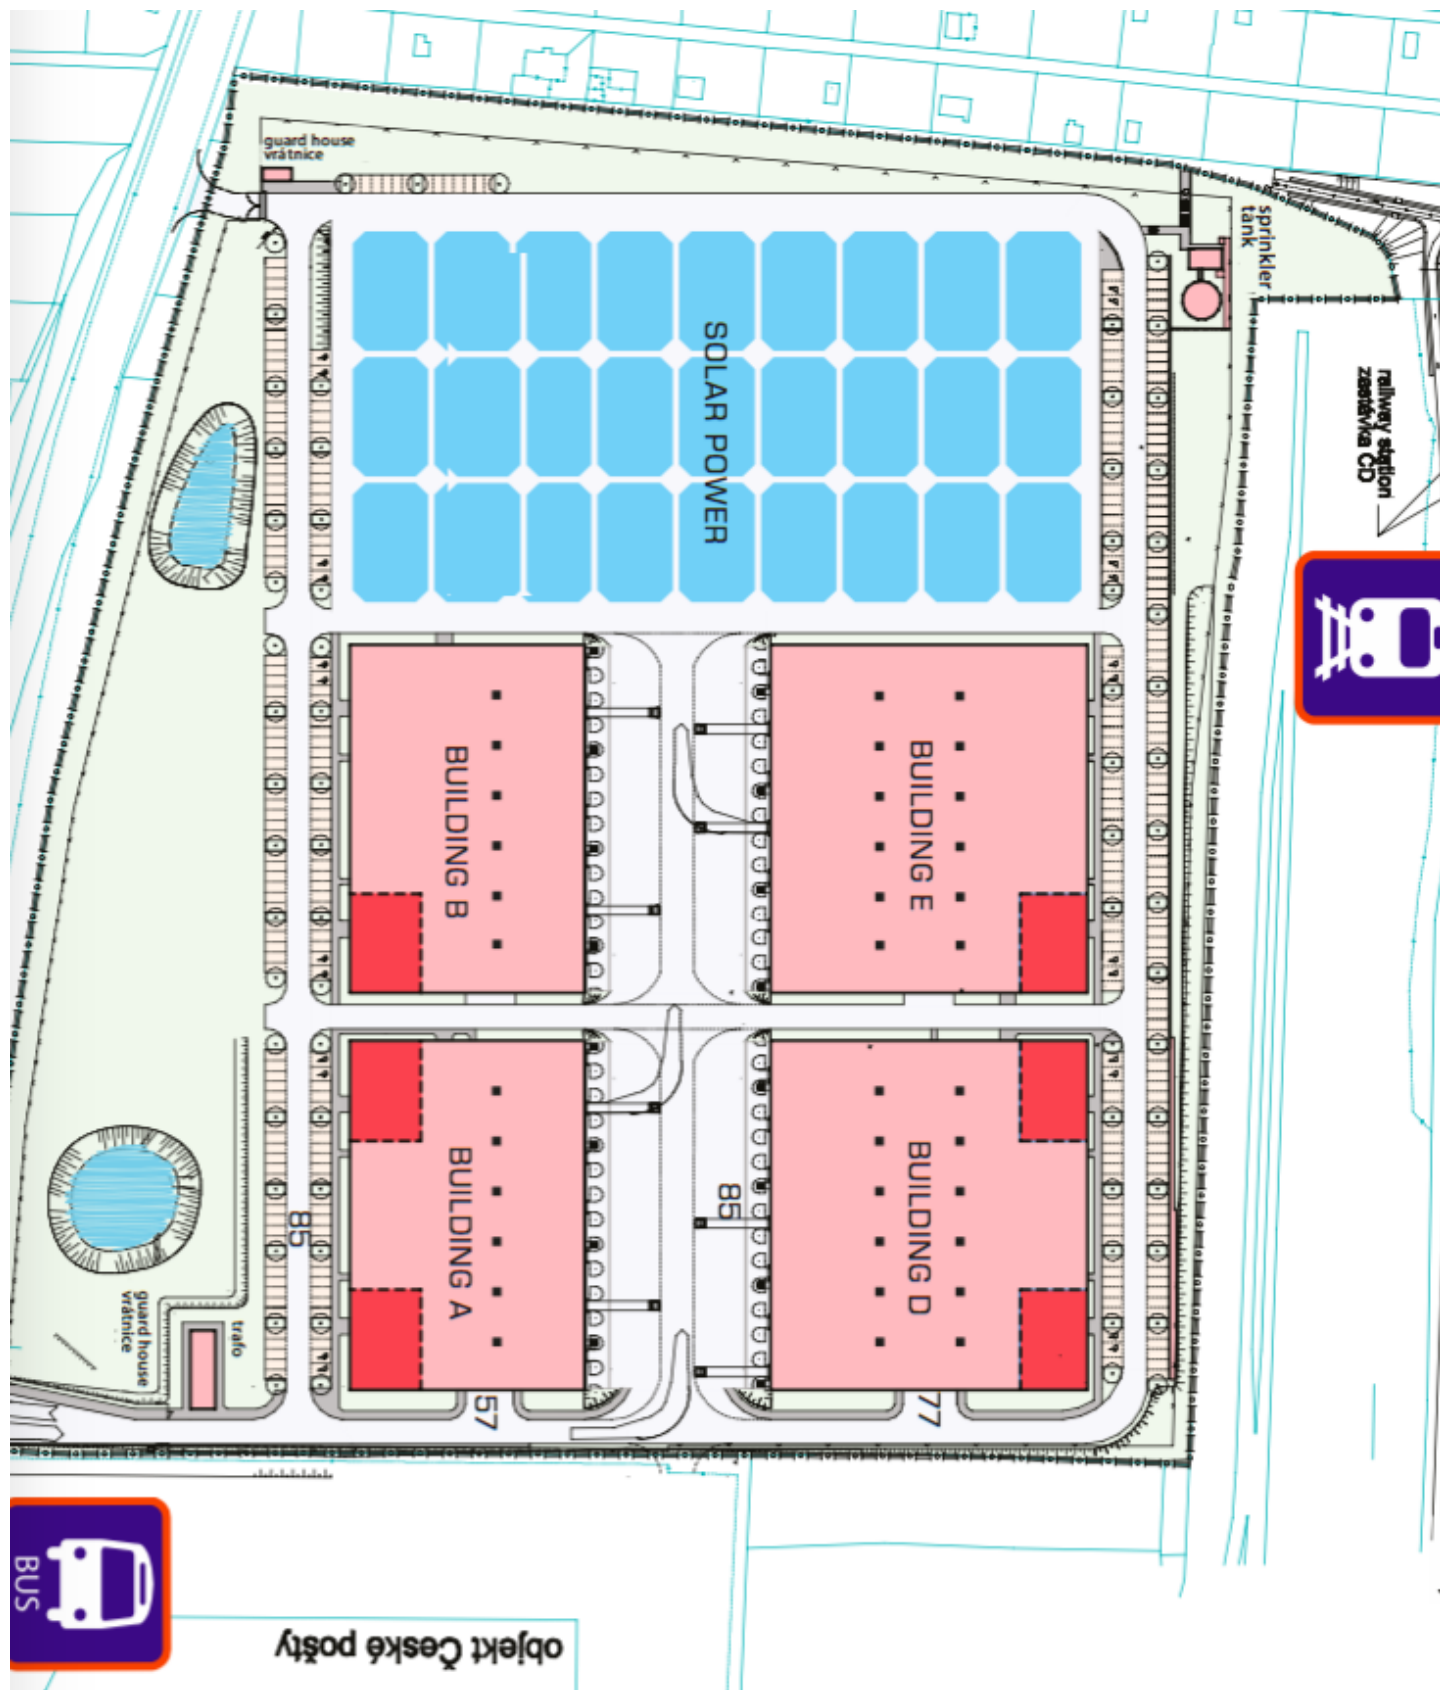 guard house
vrátnice
sprinkler
tank
railway station
zastávka ČD
SOLAR POWER
BUILDING B
BUILDING E
BUILDING A
BUILDING D
85
85
guard house
vrátnice
trafo
57
77
BUS
objekt České pošty